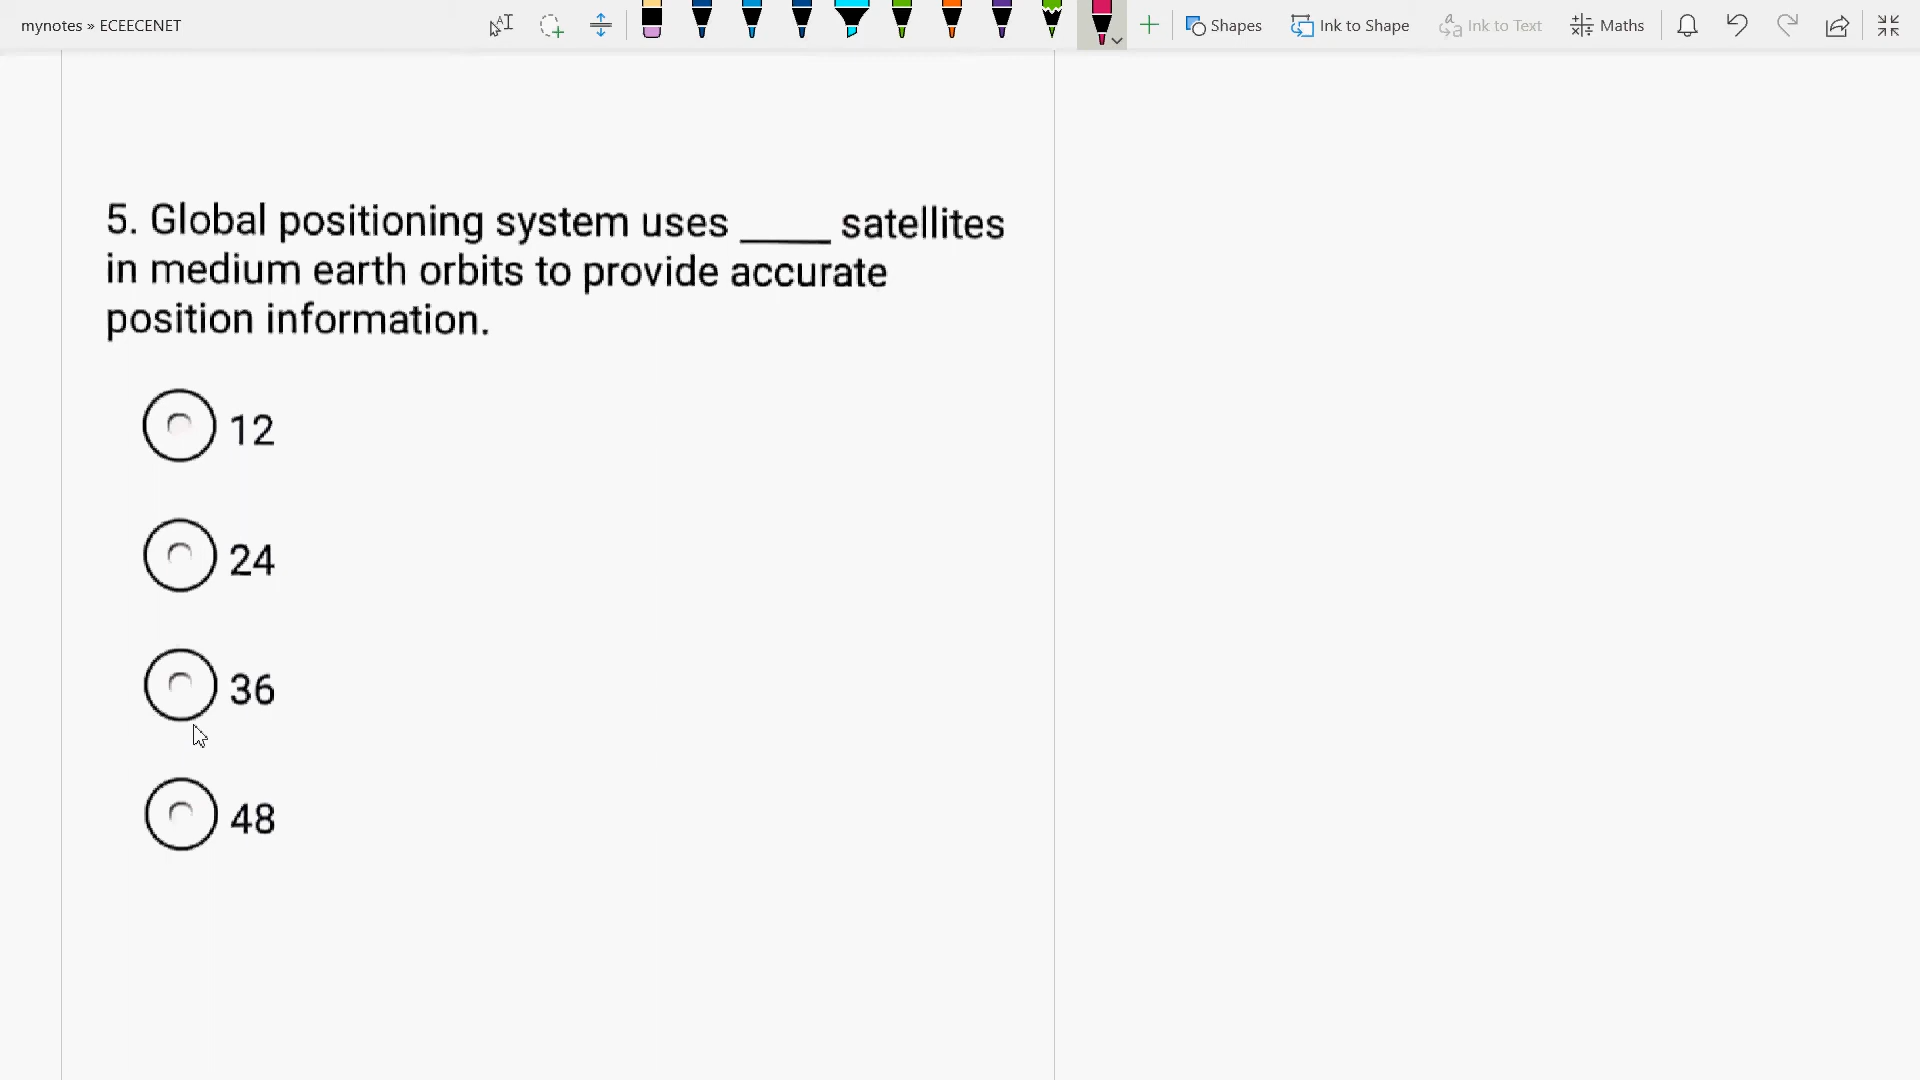 mynotes » ECEECENET
Shapes
Ink to Shape
Ink to Text
Maths
5. Global positioning system uses ____ satellites
in medium earth orbits to provide accurate
position information.
12
24
36
48